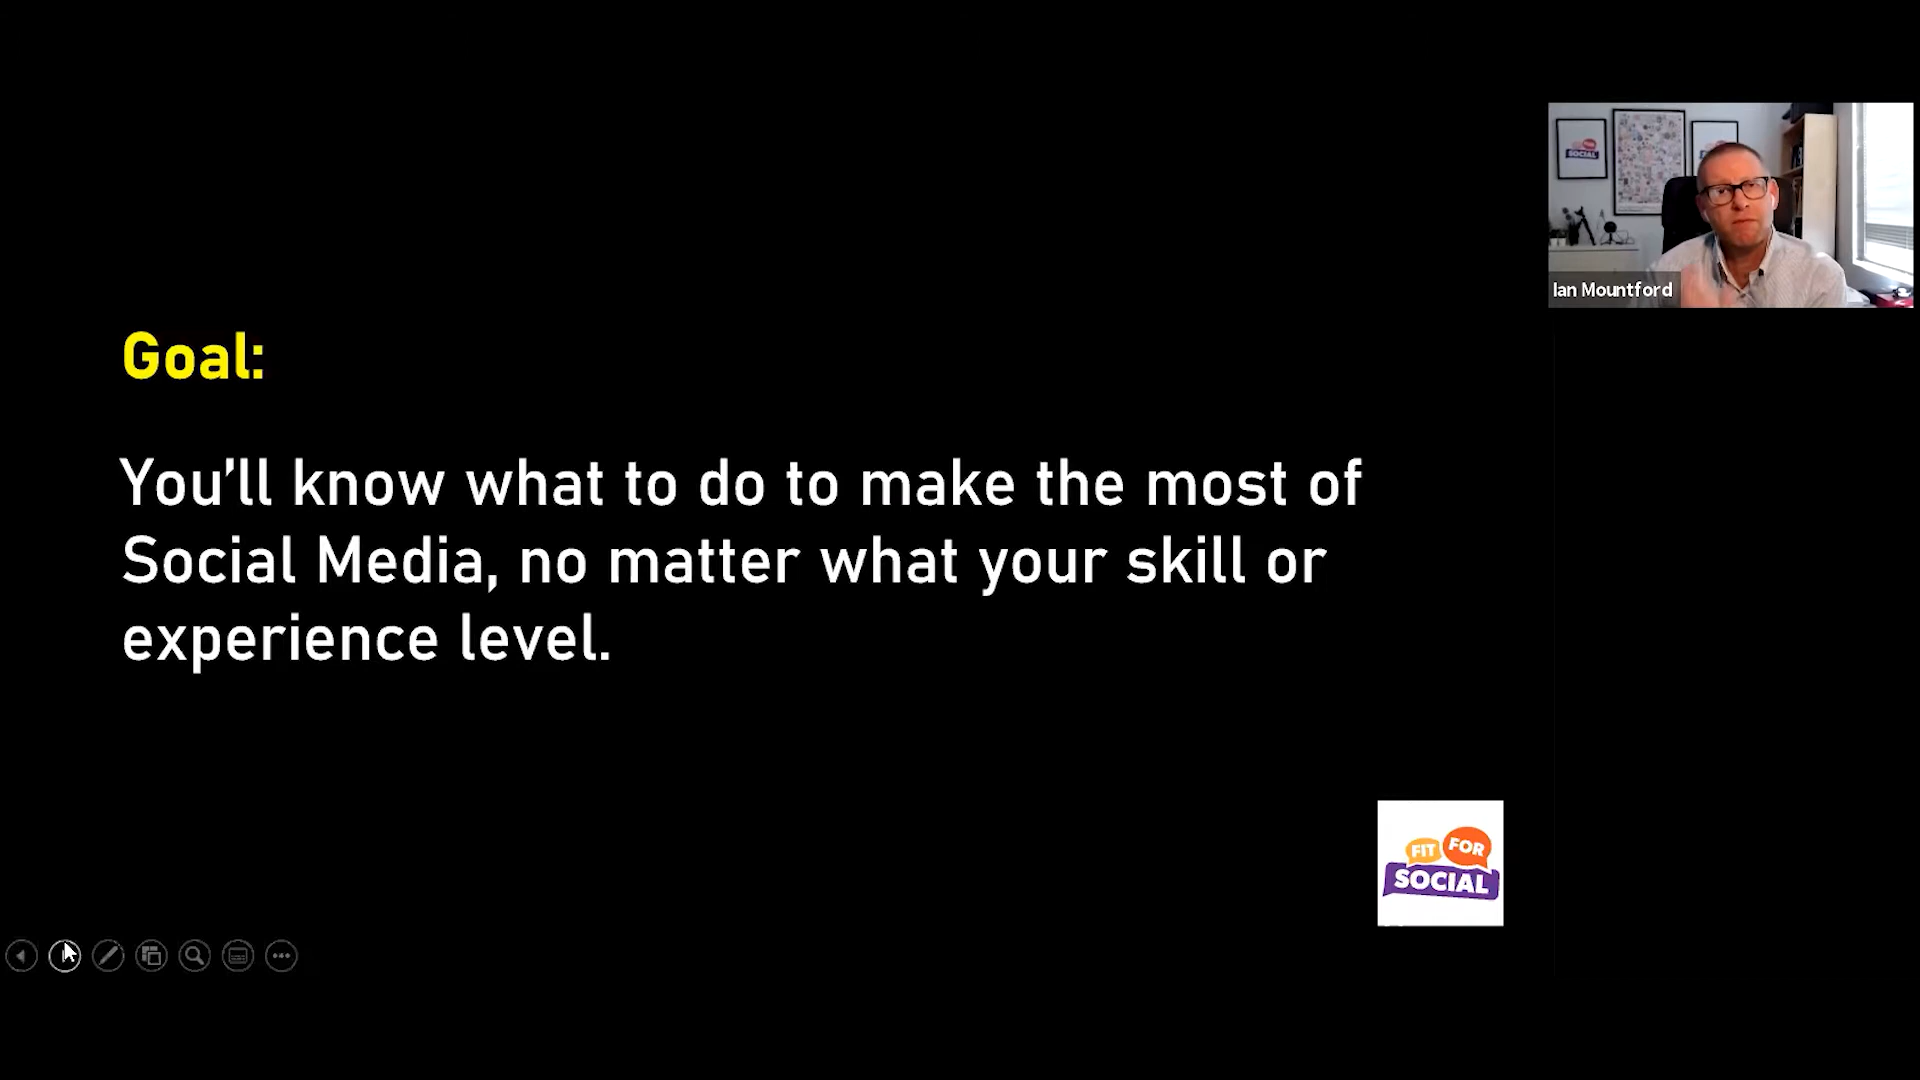 SOCIAL
Ian Mountford
Goal:
You'll know what to do to make the most of
Social Media, no matter what your skill or
experience level.
FIT FOR
SOCIAL